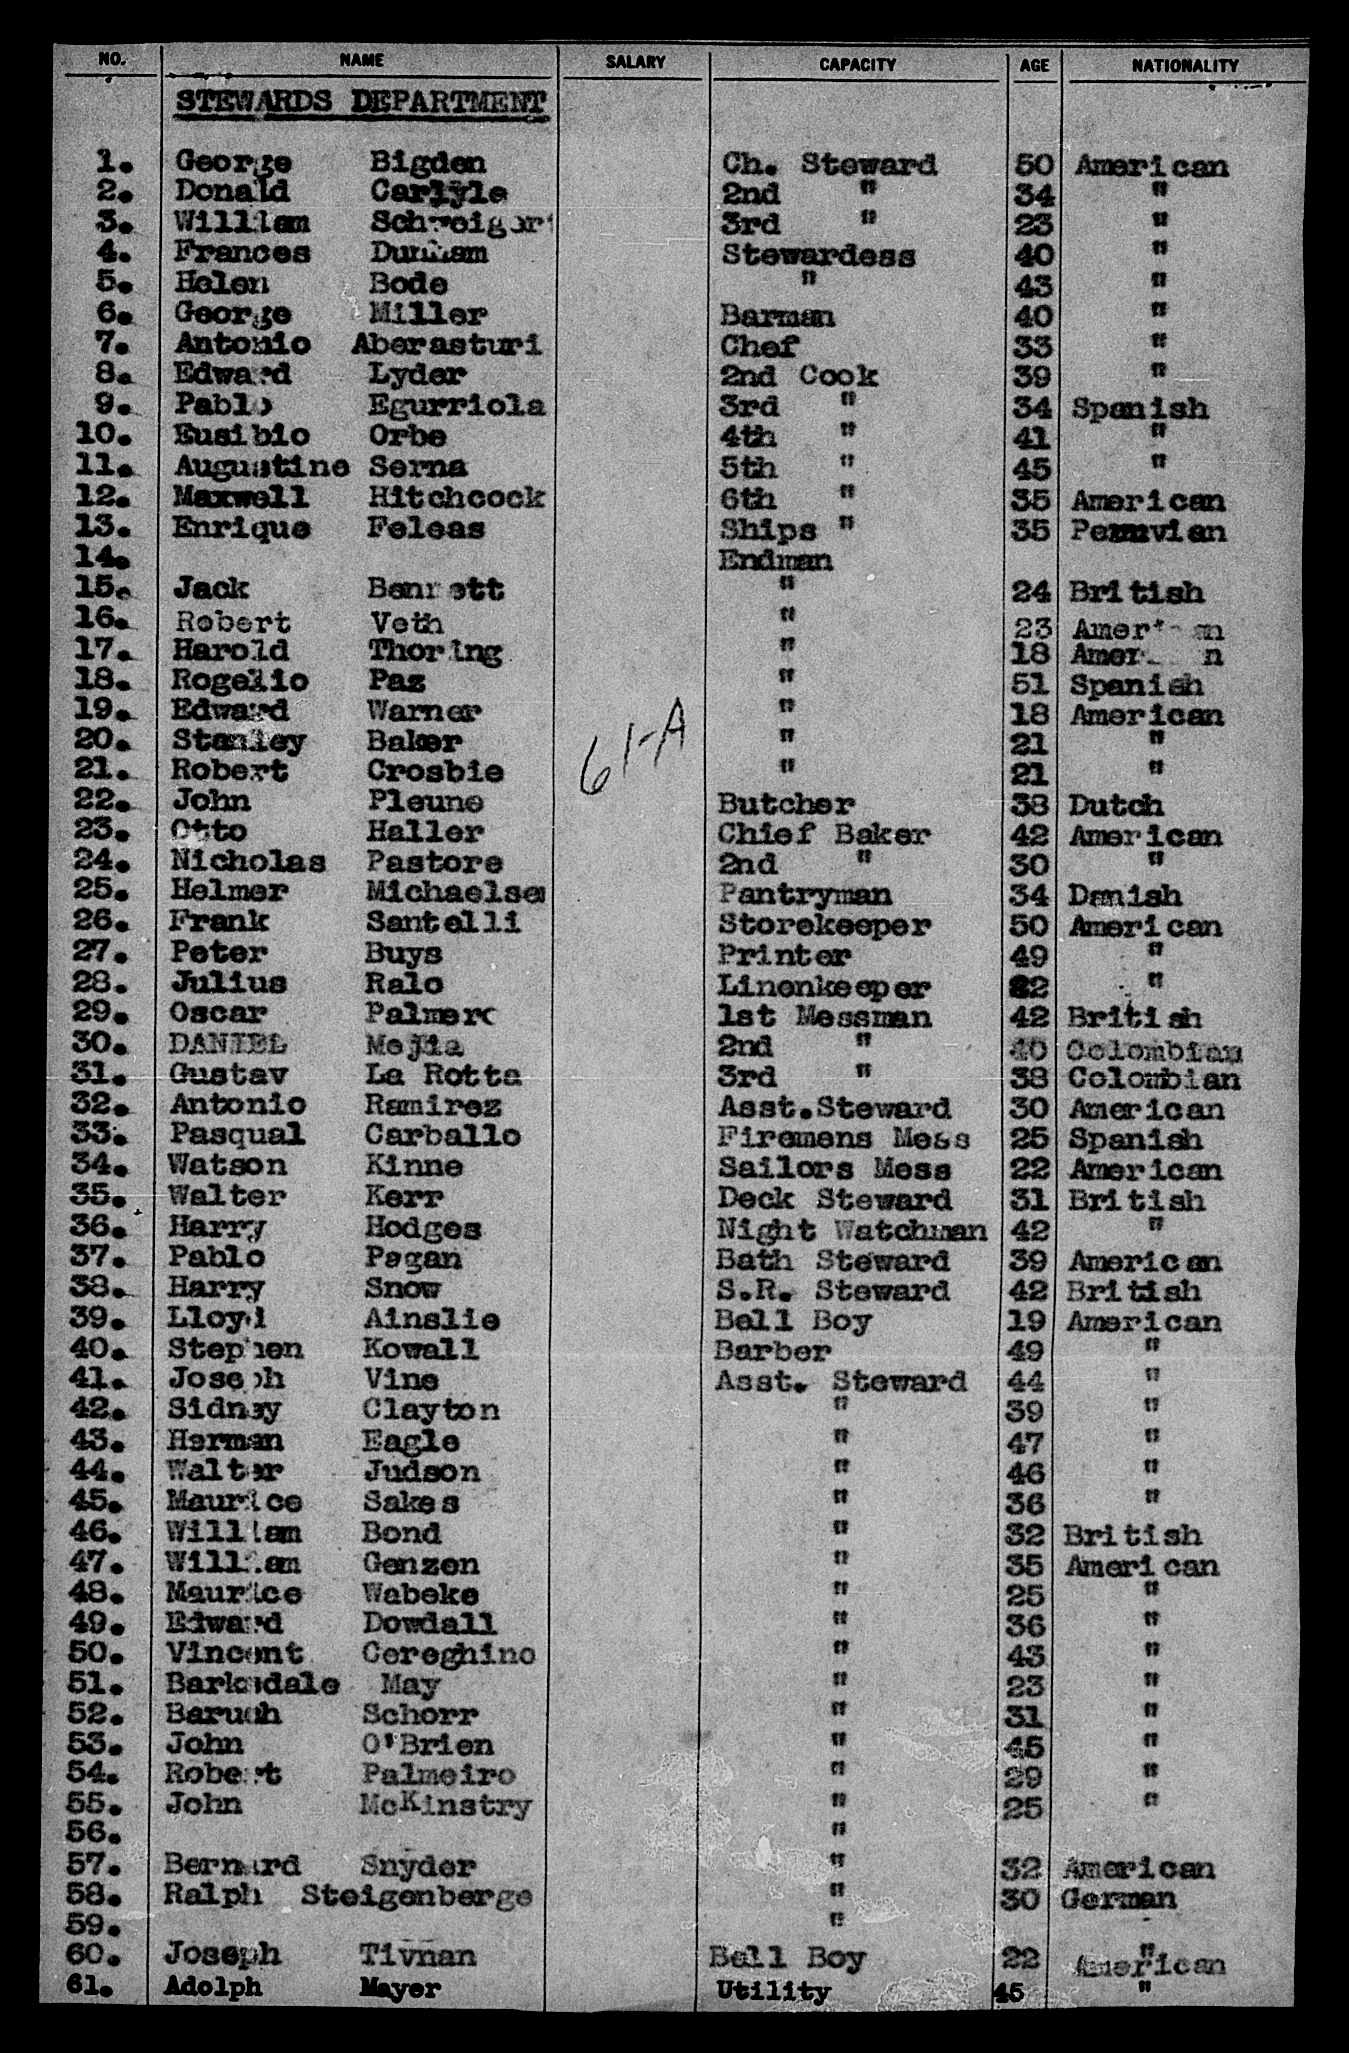 NO. NAME SALARY CAPACITY AGE NATIONALITY
STEWARDS DEPARTMENT
1. George Bigden Ch. Steward 50 American
2. Donald Carlyle 2nd " 34 "
3. William Schweigert 3rd " 23 "
4. Frances Dunham Stewardess 40 "
5. Helen Bode " 43 "
6. George Miller Barman 40 "
7. Antonio Aberasturi Chef 33 "
8. Edward Lyder 2nd Cook 39 "
9. Pablo Egurriola 3rd " 34 Spanish
10. Eusibio Orbe 4th " 41 "
11. Augustine Serna 5th " 45 "
12. Maxwell Hitchcock 6th " 35 American
13. Enrique Feleas Ships " 35 Peruvian
14. Endman
15. Jack Bennett " 24 British
16. Robert Veth " 23 American
17. Harold Thoring " 18 American
18. Rogelio Paz " 51 Spanish
19. Edward Warner " 18 American
20. Stanley Baker " 21 "
61-A
21. Robert Crosbie " 21 "
22. John Pleune Butcher 38 Dutch
23. Otto Haller Chief Baker 42 American
24. Nicholas Pastore 2nd " 30 "
25. Helmer Michaelsen Pantryman 34 Danish
26. Frank Santelli Storekeeper 50 American
27. Peter Buys Printer 49 "
28. Julius Ralo Linenkeeper "
29. Oscar Palmero 1st Messman 42 British
30. DANIEL Mejia 2nd " 40 Colombian
31. Gustav La Rotta 3rd " 38 Colombian
32. Antonio Ramirez Asst.Steward 30 American
33. Pasqual Carballo Firemens Mess 25 Spanish
34. Watson Kinne Sailors Mess 22 American
35. Walter Kerr Deck Steward 31 British
36. Harry Hodges Night Watchman 42 "
37. Pablo Pagan Bath Steward 39 American
38. Harry Snow S.R. Steward 42 British
39. Lloyd Ainslie Bell Boy 19 American
40. Stephen Kowall Barber 49 "
41. Joseph Vine Asst. Steward 44 "
42. Sidney Clayton " 39 "
43. Herman Eagle " 47 "
44. Walter Judson " 46 "
45. Maurice Sakes " 36 "
46. William Bond " 32 British
47. William Genzen " 35 American
48. Maurice Wabeke " 25 "
49. Edward Dowdall " 36 "
50. Vincent Cereghino " 43 "
51. Barksdale May " 23 "
52. Baruch Schorr " 31 "
53. John O'Brien " 45 "
54. Robert Palmeiro " 29 "
55. John McKinstry " 25 "
56. "
57. Bernard Snyder " 32 American
58. Ralph Steigenberge " 30 German
59. "
60. Joseph Tivnan Bell Boy 22 " American
61. Adolph Mayer Utility 45 "